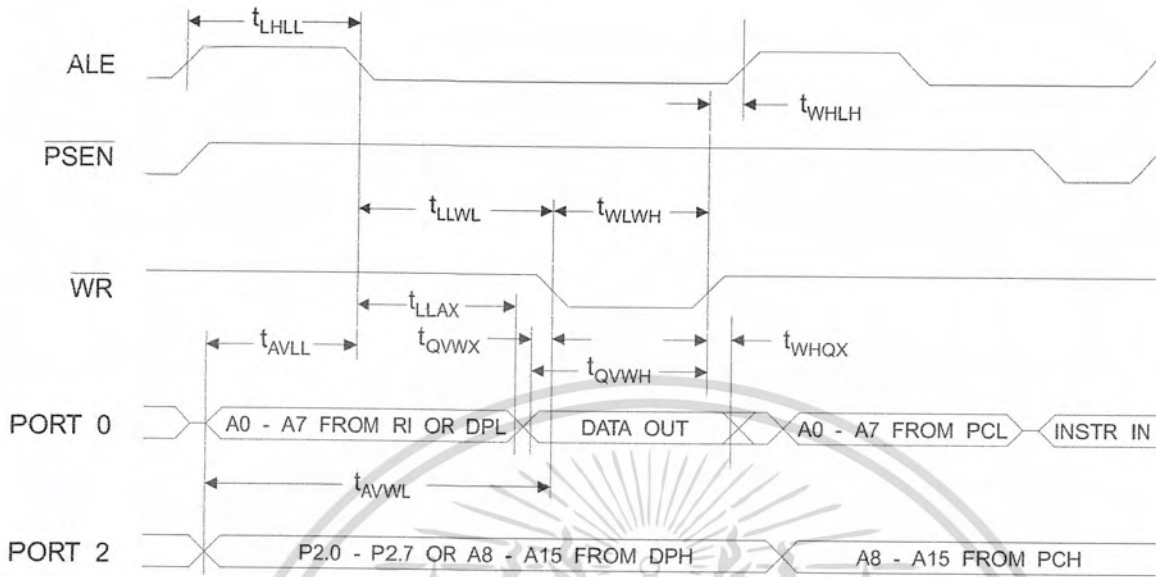 tLHLL
ALE
tWHLH
PSEN
tLLWL
tWLWH
WR
tLLAX
tAVLL
tQVWX
tWHQX
tQVWH
PORT 0
A0 - A7 FROM RI OR DPL
DATA OUT
A0 - A7 FROM PCL
INSTR IN
tAVWL
PORT 2
P2.0 - P2.7 OR A8 - A15 FROM DPH
A8 - A15 FROM PCH